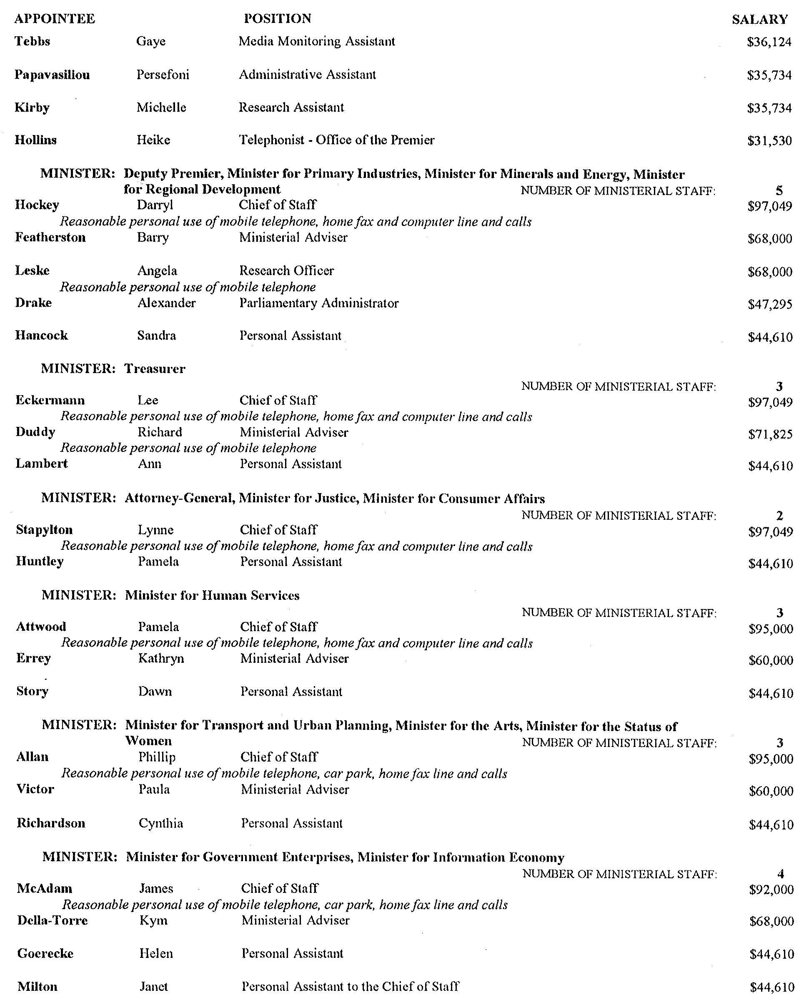 APPOINTEE POSITION SALARY
Tebbs Gaye Media Monitoring Assistant $36,124
Papavasiliou Persefoni Administrative Assistant $35,734
Kirby Michelle Research Assistant $35,734
Hollins Heike Telephonist - Office of the Premier $31,530
MINISTER: Deputy Premier, Minister for Primary Industries, Minister for Minerals and Energy, Minister
for Regional Development NUMBER OF MINISTERIAL STAFF: 5
Hockey Darryl Chief of Staff $97,049
Reasonable personal use of mobile telephone, home fax and computer line and calls
Featherston Barry Ministerial Adviser $68,000
Leske Angela Research Officer $68,000
Reasonable personal use of mobile telephone
Drake Alexander Parliamentary Administrator $47,295
Hancock Sandra Personal Assistant $44,610
MINISTER: Treasurer
NUMBER OF MINISTERIAL STAFF: 3
Eckermann Lee Chief of Staff $97,049
Reasonable personal use of mobile telephone, home fax and computer line and calls
Duddy Richard Ministerial Adviser $71,825
Reasonable personal use of mobile telephone
Lambert Ann Personal Assistant $44,610
MINISTER: Attorney-General, Minister for Justice, Minister for Consumer Affairs
NUMBER OF MINISTERIAL STAFF: 2
Stapylton Lynne Chief of Staff $97,049
Reasonable personal use of mobile telephone, home fax and computer line and calls
Huntley Pamela Personal Assistant $44,610
MINISTER: Minister for Human Services
NUMBER OF MINISTERIAL STAFF: 3
Attwood Pamela Chief of Staff $95,000
Reasonable personal use of mobile telephone, home fax and computer line and calls
Errey Kathryn Ministerial Adviser $60,000
Story Dawn Personal Assistant $44,610
MINISTER: Minister for Transport and Urban Planning, Minister for the Arts, Minister for the Status of
Women NUMBER OF MINISTERIAL STAFF: 3
Allan Phillip Chief of Staff $95,000
Reasonable personal use of mobile telephone, car park, home fax line and calls
Victor Paula Ministerial Adviser $60,000
Richardson Cynthia Personal Assistant $44,610
MINISTER: Minister for Government Enterprises, Minister for Information Economy
NUMBER OF MINISTERIAL STAFF: 4
McAdam James Chief of Staff $92,000
Reasonable personal use of mobile telephone, car park, home fax line and calls
Della-Torre Kym Ministerial Adviser $68,000
Goerecke Helen Personal Assistant $44,610
Milton Janet Personal Assistant to the Chief of Staff $44,610